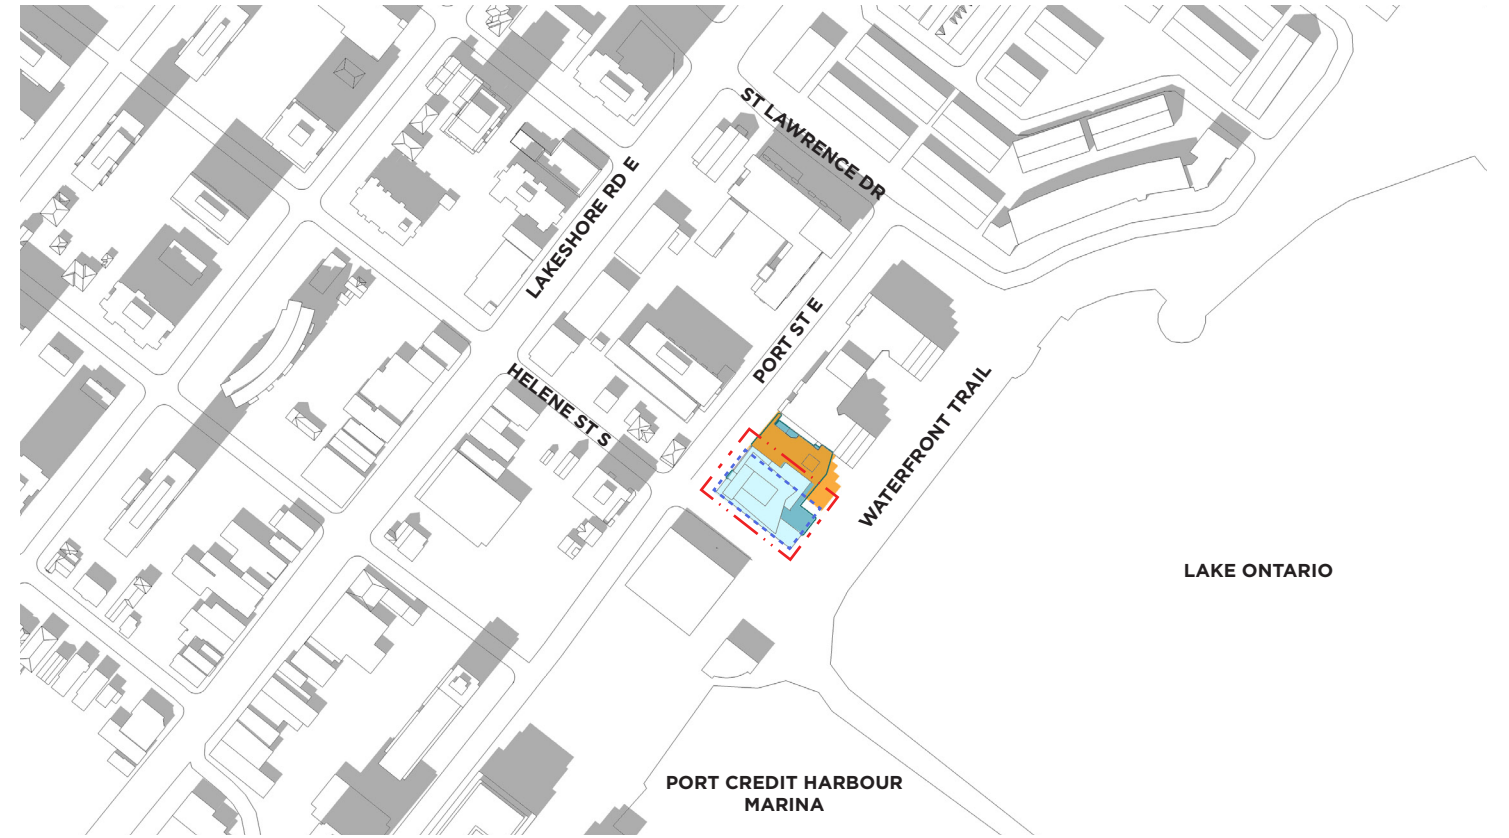 ST LAWRENCE DR
LAKESHORE RD E
PORT ST E
HELENE ST S
WATERFRONT TRAIL
LAKE ONTARIO
PORT CREDIT HARBOUR
MARINA